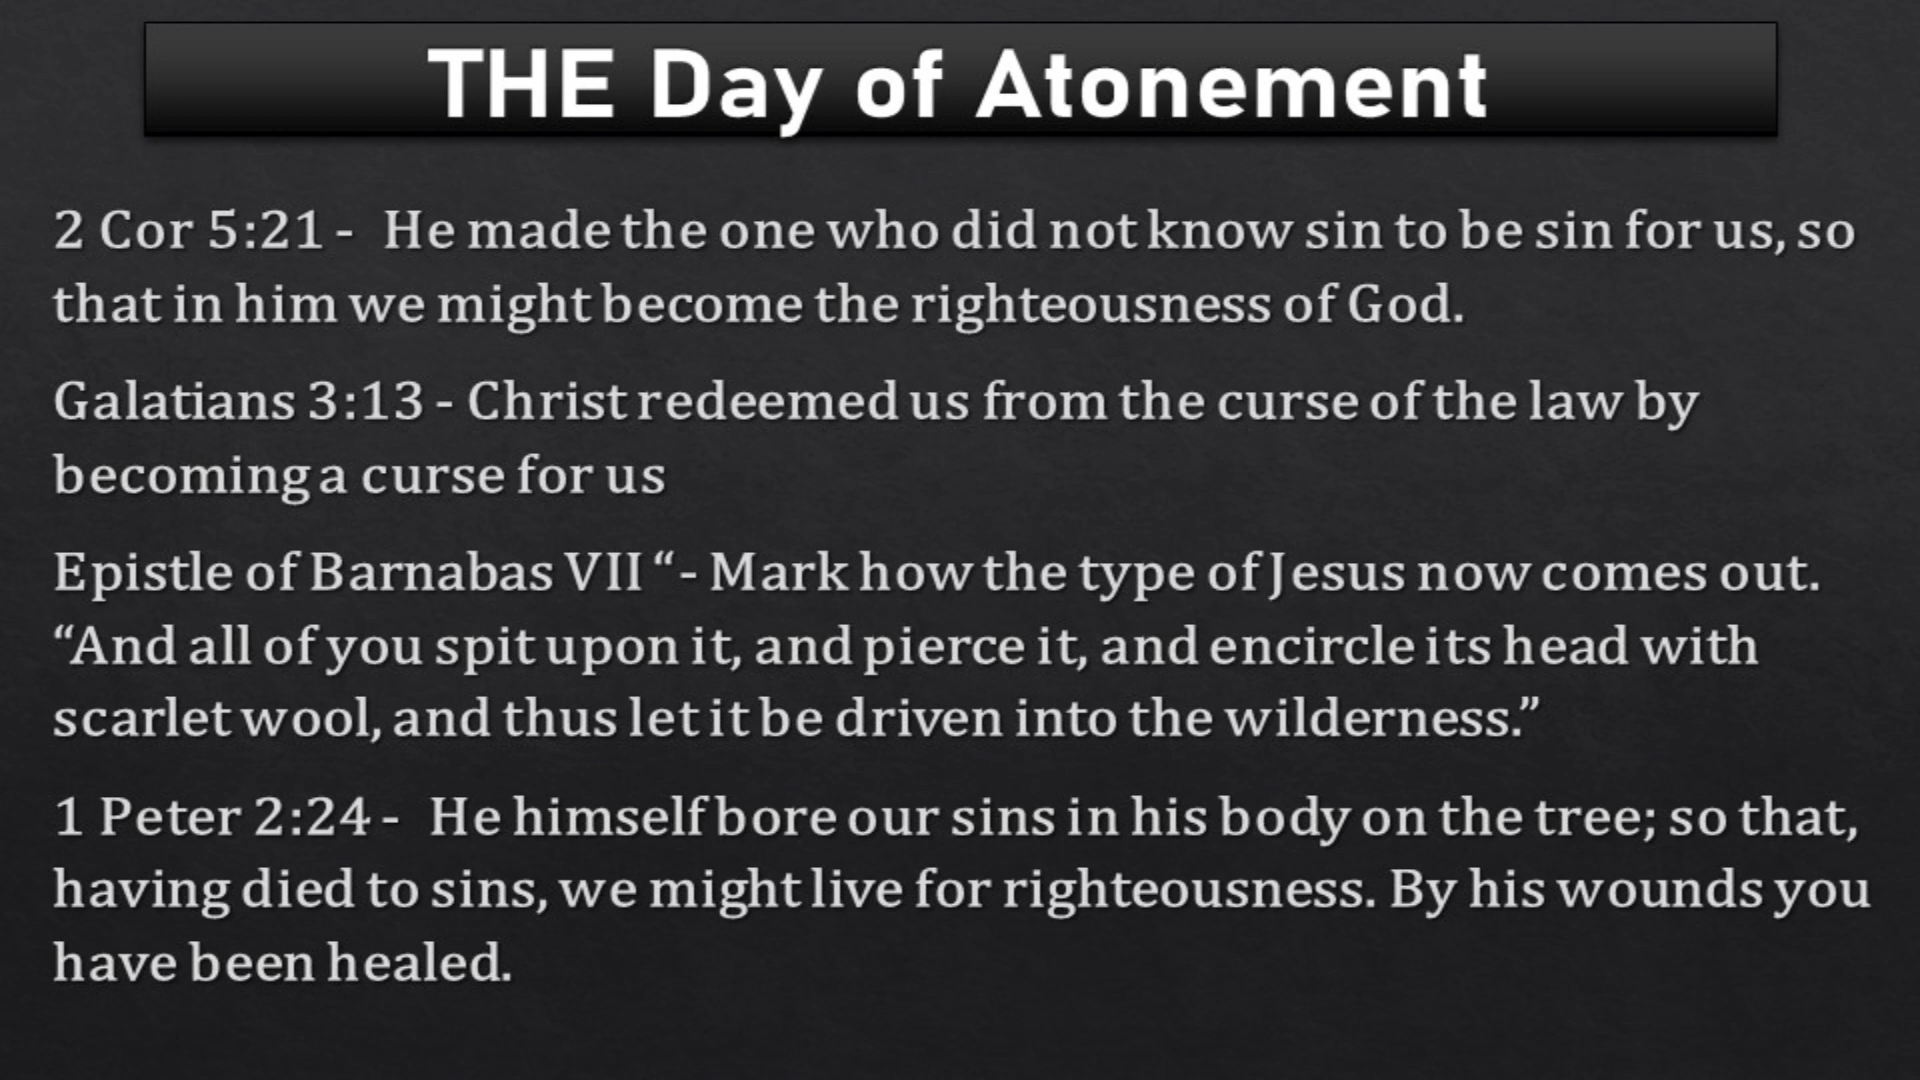 THE Day of Atonement
2 Cor 5:21 - He made the one who did not know sin to be sin for us, so
that in him we might become the righteousness of God.
Galatians 3:13 - Christ redeemed us from the curse of the law by
becoming a curse for us
Epistle of Barnabas VII “- Mark how the type of Jesus now comes out.
“And all of you spit upon it, and pierce it, and encircle its head with
scarlet wool, and thus let it be driven into the wilderness.”
1 Peter 2:24 - He himself bore our sins in his body on the tree; so that,
having died to sins, we might live for righteousness. By his wounds you
have been healed.